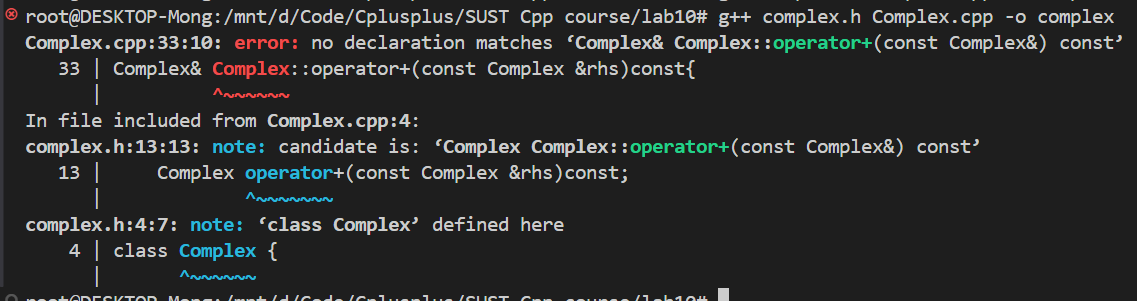 root@DESKTOP-Mong:/mnt/d/Code/Cplusplus/SUST Cpp course/lab10# g++ complex.h Complex.cpp -o complex
Complex.cpp:33:10: error: no declaration matches ‘Complex& Complex::operator+(const Complex&) const’
33 | Complex& Complex::operator+(const Complex &rhs)const{
| ^~~~~~~
In file included from Complex.cpp:4:
complex.h:13:13: note: candidate is: ‘Complex Complex::operator+(const Complex&) const’
13 | Complex operator+(const Complex &rhs)const;
| ^~~~~~~~
complex.h:4:7: note: ‘class Complex’ defined here
4 | class Complex {
| ^~~~~~~
root@DESKTOP-Mong:/mnt/d/Code/Cplusplus/SUST Cpp course/lab10#